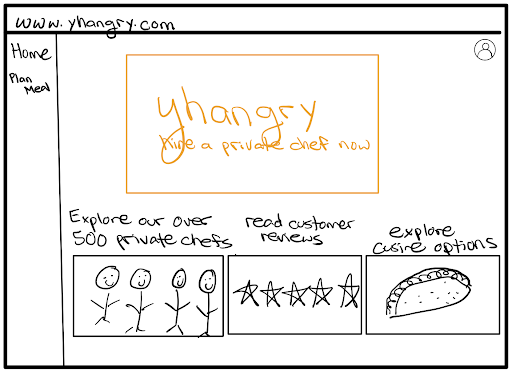 www.yhangry.com
Home
Plan
Meal
yhangry
hire a private chef now
Explore our over
500 private chefs
read customer
reviews
explore
cusire options